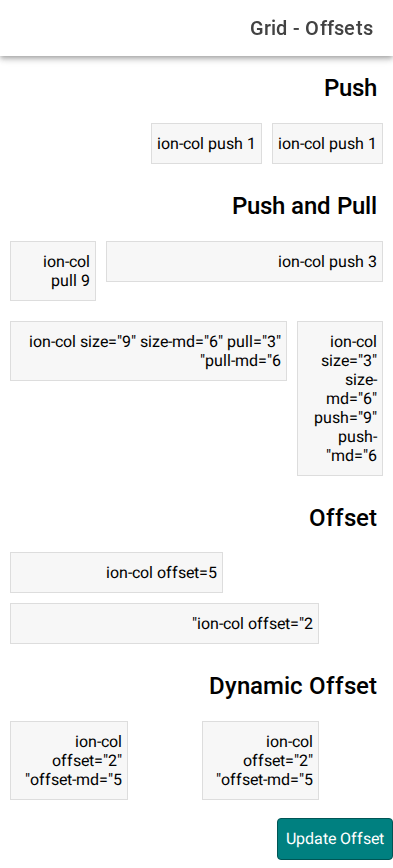 Grid - Offsets
Push
ion-col push 1
ion-col push 1
Push and Pull
ion-col
pull 9
ion-col push 3
ion-col size="9" size-md="6" pull="3"
"pull-md="6
ion-col
size="3"
size-
md="6"
push="9"
push-
"md="6
Offset
ion-col offset=5
"ion-col offset="2
Dynamic Offset
ion-col
offset="2"
"offset-md="5
ion-col
offset="2"
"offset-md="5
Update Offset